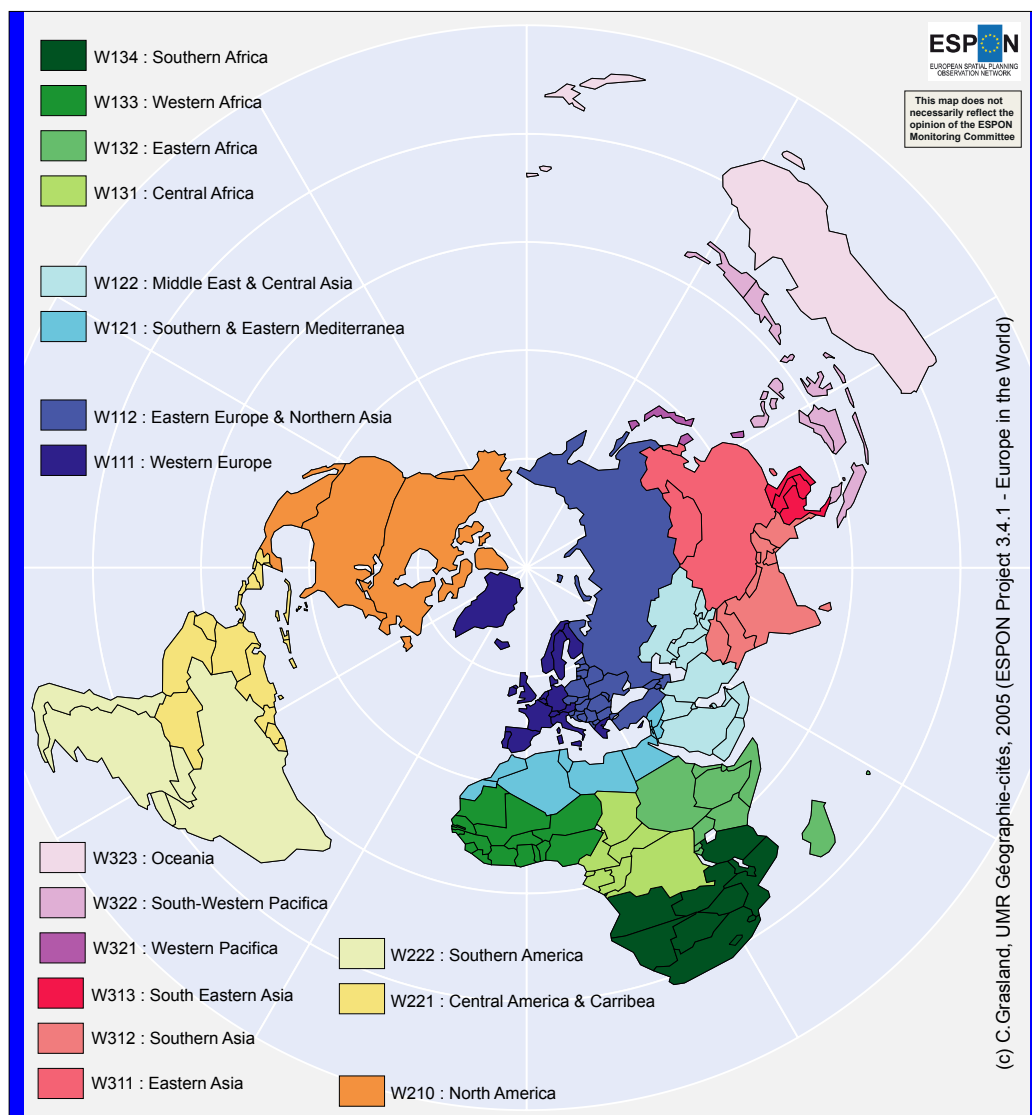 W134 : Southern Africa
W133 : Western Africa
W132 : Eastern Africa
W131 : Central Africa
W122 : Middle East & Central Asia
W121 : Southern & Eastern Mediterranea
W112 : Eastern Europe & Northern Asia
W111 : Western Europe
ESPON
EUROPEAN SPATIAL PLANNING
OBSERVATION NETWORK
This map does not
necessarily reflect the
opinion of the ESPON
Monitoring Committee
(c) C.Grasland, UMR Géographie-cités, 2005 (ESPON Project 3.4.1 - Europe in the World)
W323 : Oceania
W322 : South-Western Pacifica
W321 : Western Pacifica
W313 : South Eastern Asia
W312 : Southern Asia
W311 : Eastern Asia
W222 : Southern America
W221 : Central America & Carribea
W210 : North America